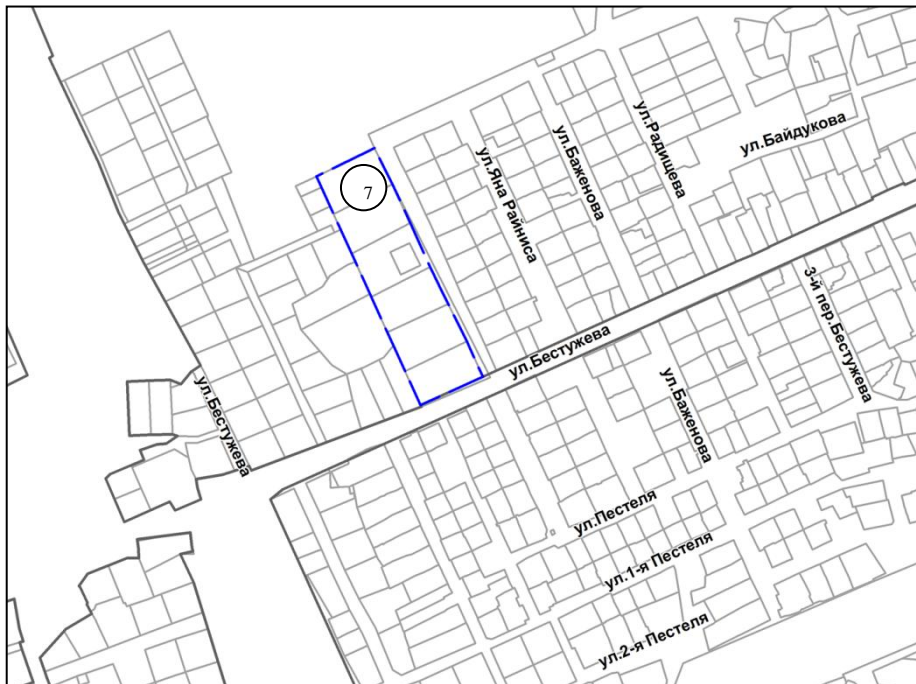 7
ул.Яна Райниса
ул.Баженова
ул.Радищева
ул.Байдукова
ул.Бестужева
3-й пер.Бестужева
ул.Бестужева
ул.Баженова
ул.Пестеля
ул.1-я Пестеля
ул.2-я Пестеля